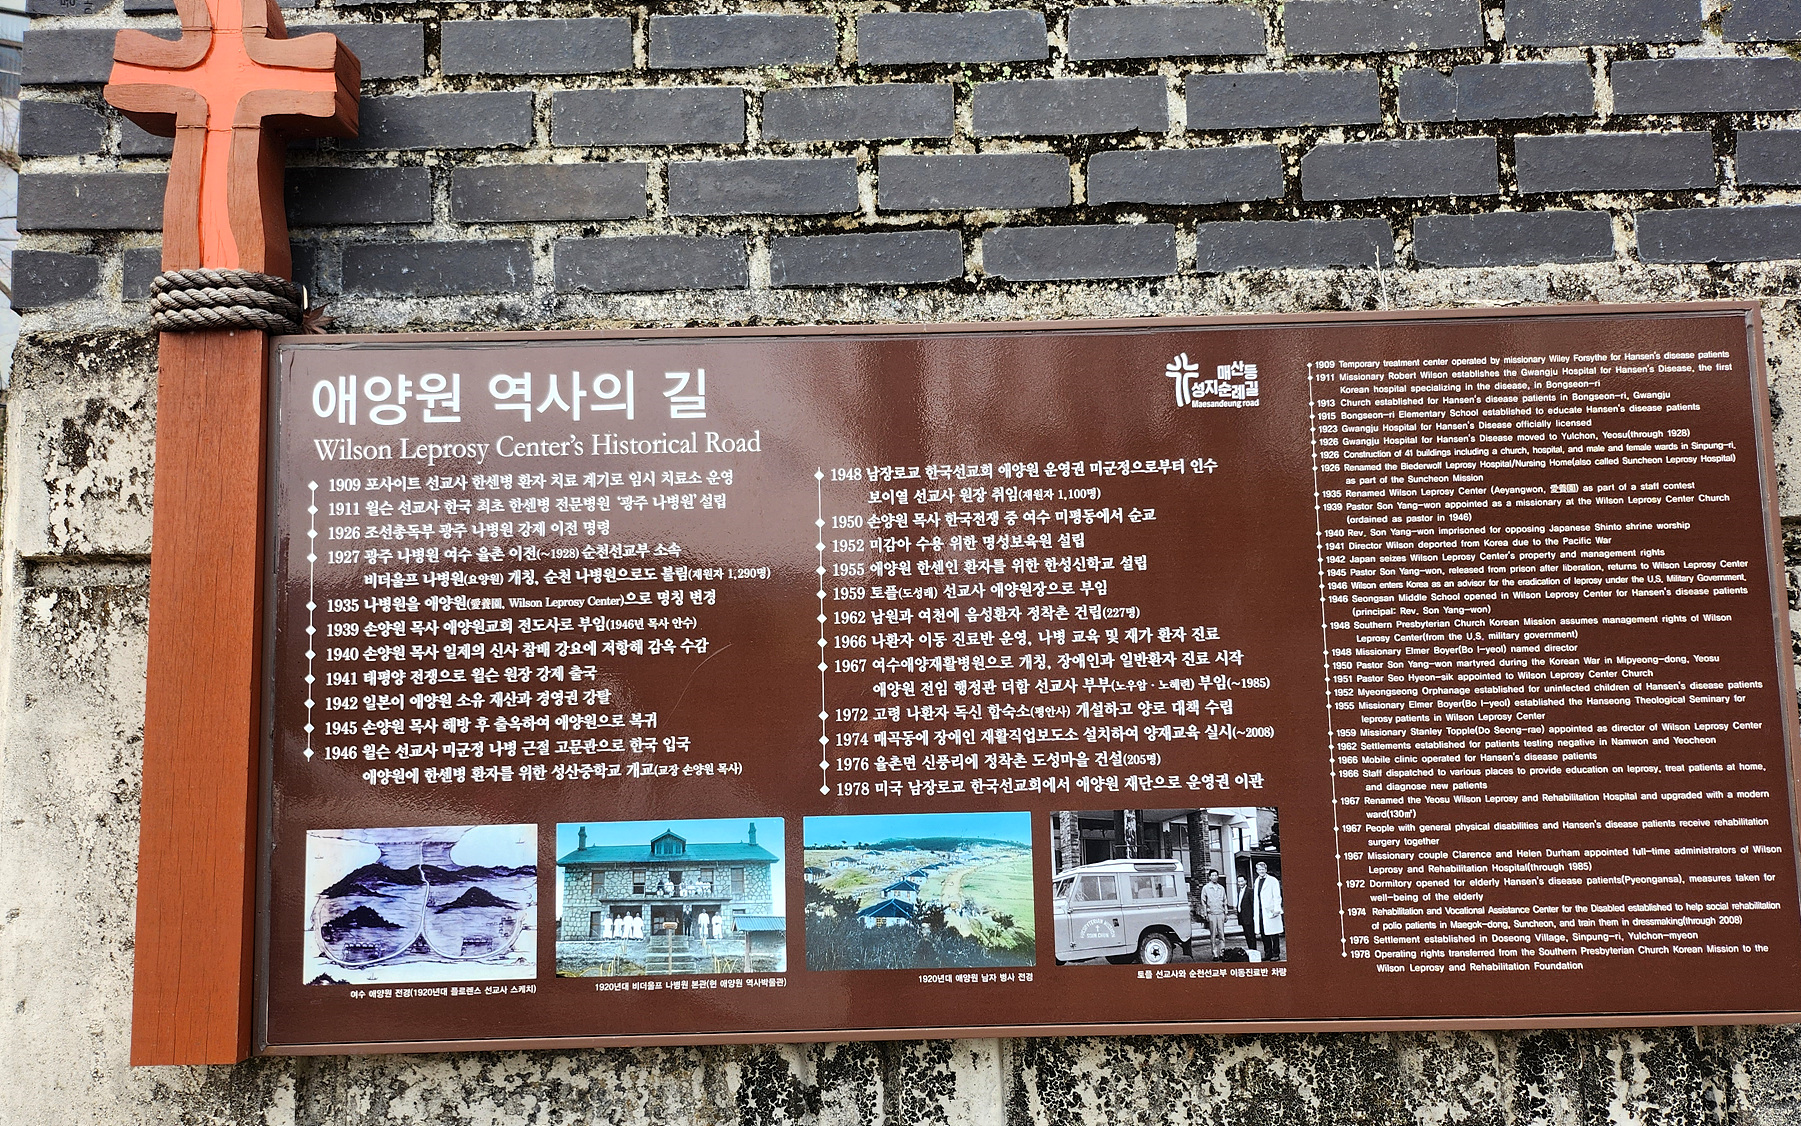 애양원 역사의 길
Wilson Leprosy Center's Historical Road
1909 포사이트 선교사 한센병 환자 치료 계기로 임시 치료소 운영
1911 윌슨 선교사 한국 최초 한센병 전문병원 '광주 나병원' 설립
1926 조선총독부 광주 나병원 강제 이전 명령
1927 광주 나병원 여수 율촌 이전(~1928) 순천선교부 소속
비더울프 나병원(요양원) 개칭, 순천 나병원으로도 불림(재원자 1,290명)
1935 나병원을 애양원(愛養園, Wilson Leprosy Center)으로 명칭 변경
1939 손양원 목사 애양원교회 전도사로 부임(1946년 목사 안수)
1940 손양원 목사 일제의 신사 참배 강요에 저항해 감옥 수감
1941 태평양 전쟁으로 윌슨 원장 강제 출국
1942 일본이 애양원 소유 재산과 경영권 강탈
1945 손양원 목사 해방 후 출옥하여 애양원으로 복귀
1946 윌슨 선교사 미군정 나병 근절 고문관으로 한국 입국
애양원에 한센병 환자를 위한 성산중학교 개교(교장 손양원 목사)
1948 남장로교 한국선교회 애양원 운영권 미군정으로부터 인수
보이열 선교사 원장 취임(재원자 1,100명)
1950 손양원 목사 한국전쟁 중 여수 미평동에서 순교
1952 미감아 수용 위한 명성보육원 설립
1955 애양원 한센인 환자를 위한 한성신학교 설립
1959 토플(도성래) 선교사 애양원장으로 부임
1962 남원과 여천에 음성환자 정착촌 건립(227명)
1966 나환자 이동 진료반 운영, 나병 교육 및 재가 환자 진료
1967 여수애양재활병원으로 개칭, 장애인과 일반환자 진료 시작
애양원 전임 행정관 더함 선교사 부부(노우암·노혜련) 부임(~1985)
1972 고령 나환자 독신 합숙소(평안사) 개설하고 양로 대책 수립
1974 매곡동에 장애인 재활직업보도소 설치하여 양재교육 실시(~2008)
1976 율촌면 신풍리에 정착촌 도성마을 건설(205명)
1978 미국 남장로교 한국선교회에서 애양원 재단으로 운영권 이관
매산등
성지순례길
Maesandeung road
1909 Temporary treatment center operated by missionary Wiley Forsythe for Hansen's disease patients
1911 Missionary Robert Wilson establishes the Gwangju Hospital for Hansen's Disease, the first
Korean hospital specializing in the disease, in Bongseon-ri
1913 Church established for Hansen's disease patients in Bongseon-ri, Gwangju
1915 Bongseon-ri Elementary School established to educate Hansen's disease patients
1923 Gwangju Hospital for Hansen's Disease officially licensed
1926 Gwangju Hospital for Hansen's Disease moved to Yulchon, Yeosu(through 1928)
1926 Construction of 41 buildings including a church, hospital, and male and female wards in Sinpung-ri,
1926 Renamed the Biederwolf Leprosy Hospital/Nursing Home(also called Suncheon Leprosy Hospital)
as part of the Suncheon Mission
1935 Renamed Wilson Leprosy Center (Aeyangwon, 愛養園) as part of a staff contest
1939 Pastor Son Yang-won appointed as a missionary at the Wilson Leprosy Center Church
(ordained as pastor in 1946)
1940 Rev. Son Yang-won imprisoned for opposing Japanese Shinto shrine worship
1941 Director Wilson deported from Korea due to the Pacific War
1942 Japan seizes Wilson Leprosy Center's property and management rights
1945 Pastor Son Yang-won, released from prison after liberation, returns to Wilson Leprosy Center
1946 Wilson enters Korea as an advisor for the eradication of leprosy under the U.S. Military Government.
1946 Seongsan Middle School opened in Wilson Leprosy Center for Hansen's disease patients
(principal: Rev. Son Yang-won)
1948 Southern Presbyterian Church Korean Mission assumes management rights of Wilson
Leprosy Center(from the U.S. military government)
1948 Missionary Elmer Boyer(Bo I-yeol) named director
1950 Pastor Son Yang-won martyred during the Korean War in Mipyeong-dong, Yeosu
1951 Pastor Seo Hyeon-sik appointed to Wilson Leprosy Center Church
1952 Myeongseong Orphanage established for uninfected children of Hansen's disease patients
1955 Missionary Elmer Boyer(Bo I-yeol) established the Hanseong Theological Seminary for
leprosy patients in Wilson Leprosy Center
1959 Missionary Stanley Topple(Do Seong-rae) appointed as director of Wilson Leprosy Center
1962 Settlements established for patients testing negative in Namwon and Yeocheon
1966 Mobile clinic operated for Hansen's disease patients
1966 Staff dispatched to various places to provide education on leprosy, treat patients at home,
and diagnose new patients
1967 Renamed the Yeosu Wilson Leprosy and Rehabilitation Hospital and upgraded with a modern
ward(130㎡)
1967 People with general physical disabilities and Hansen's disease patients receive rehabilitation
surgery together
1967 Missionary couple Clarence and Helen Durham appointed full-time administrators of Wilson
Leprosy and Rehabilitation Hospital(through 1985)
1972 Dormitory opened for elderly Hansen's disease patients(Pyeongansa), measures taken for
well-being of the elderly
1974 Rehabilitation and Vocational Assistance Center for the Disabled established to help social rehabilitation
of polio patients in Maegok-dong, Suncheon, and train them in dressmaking(through 2008)
1976 Settlement established in Doseong Village, Sinpung-ri, Yulchon-myeon
1978 Operating rights transferred from the Southern Presbyterian Church Korean Mission to the
Wilson Leprosy and Rehabilitation Foundation
여수 애양원 전경(1920년대 플로렌스 선교사 스케치)
1920년대 비더울프 나병원 본관(현 애양원 역사박물관)
1920년대 애양원 남자 병사 전경
토플 선교사와 순천선교부 이동진료반 차량